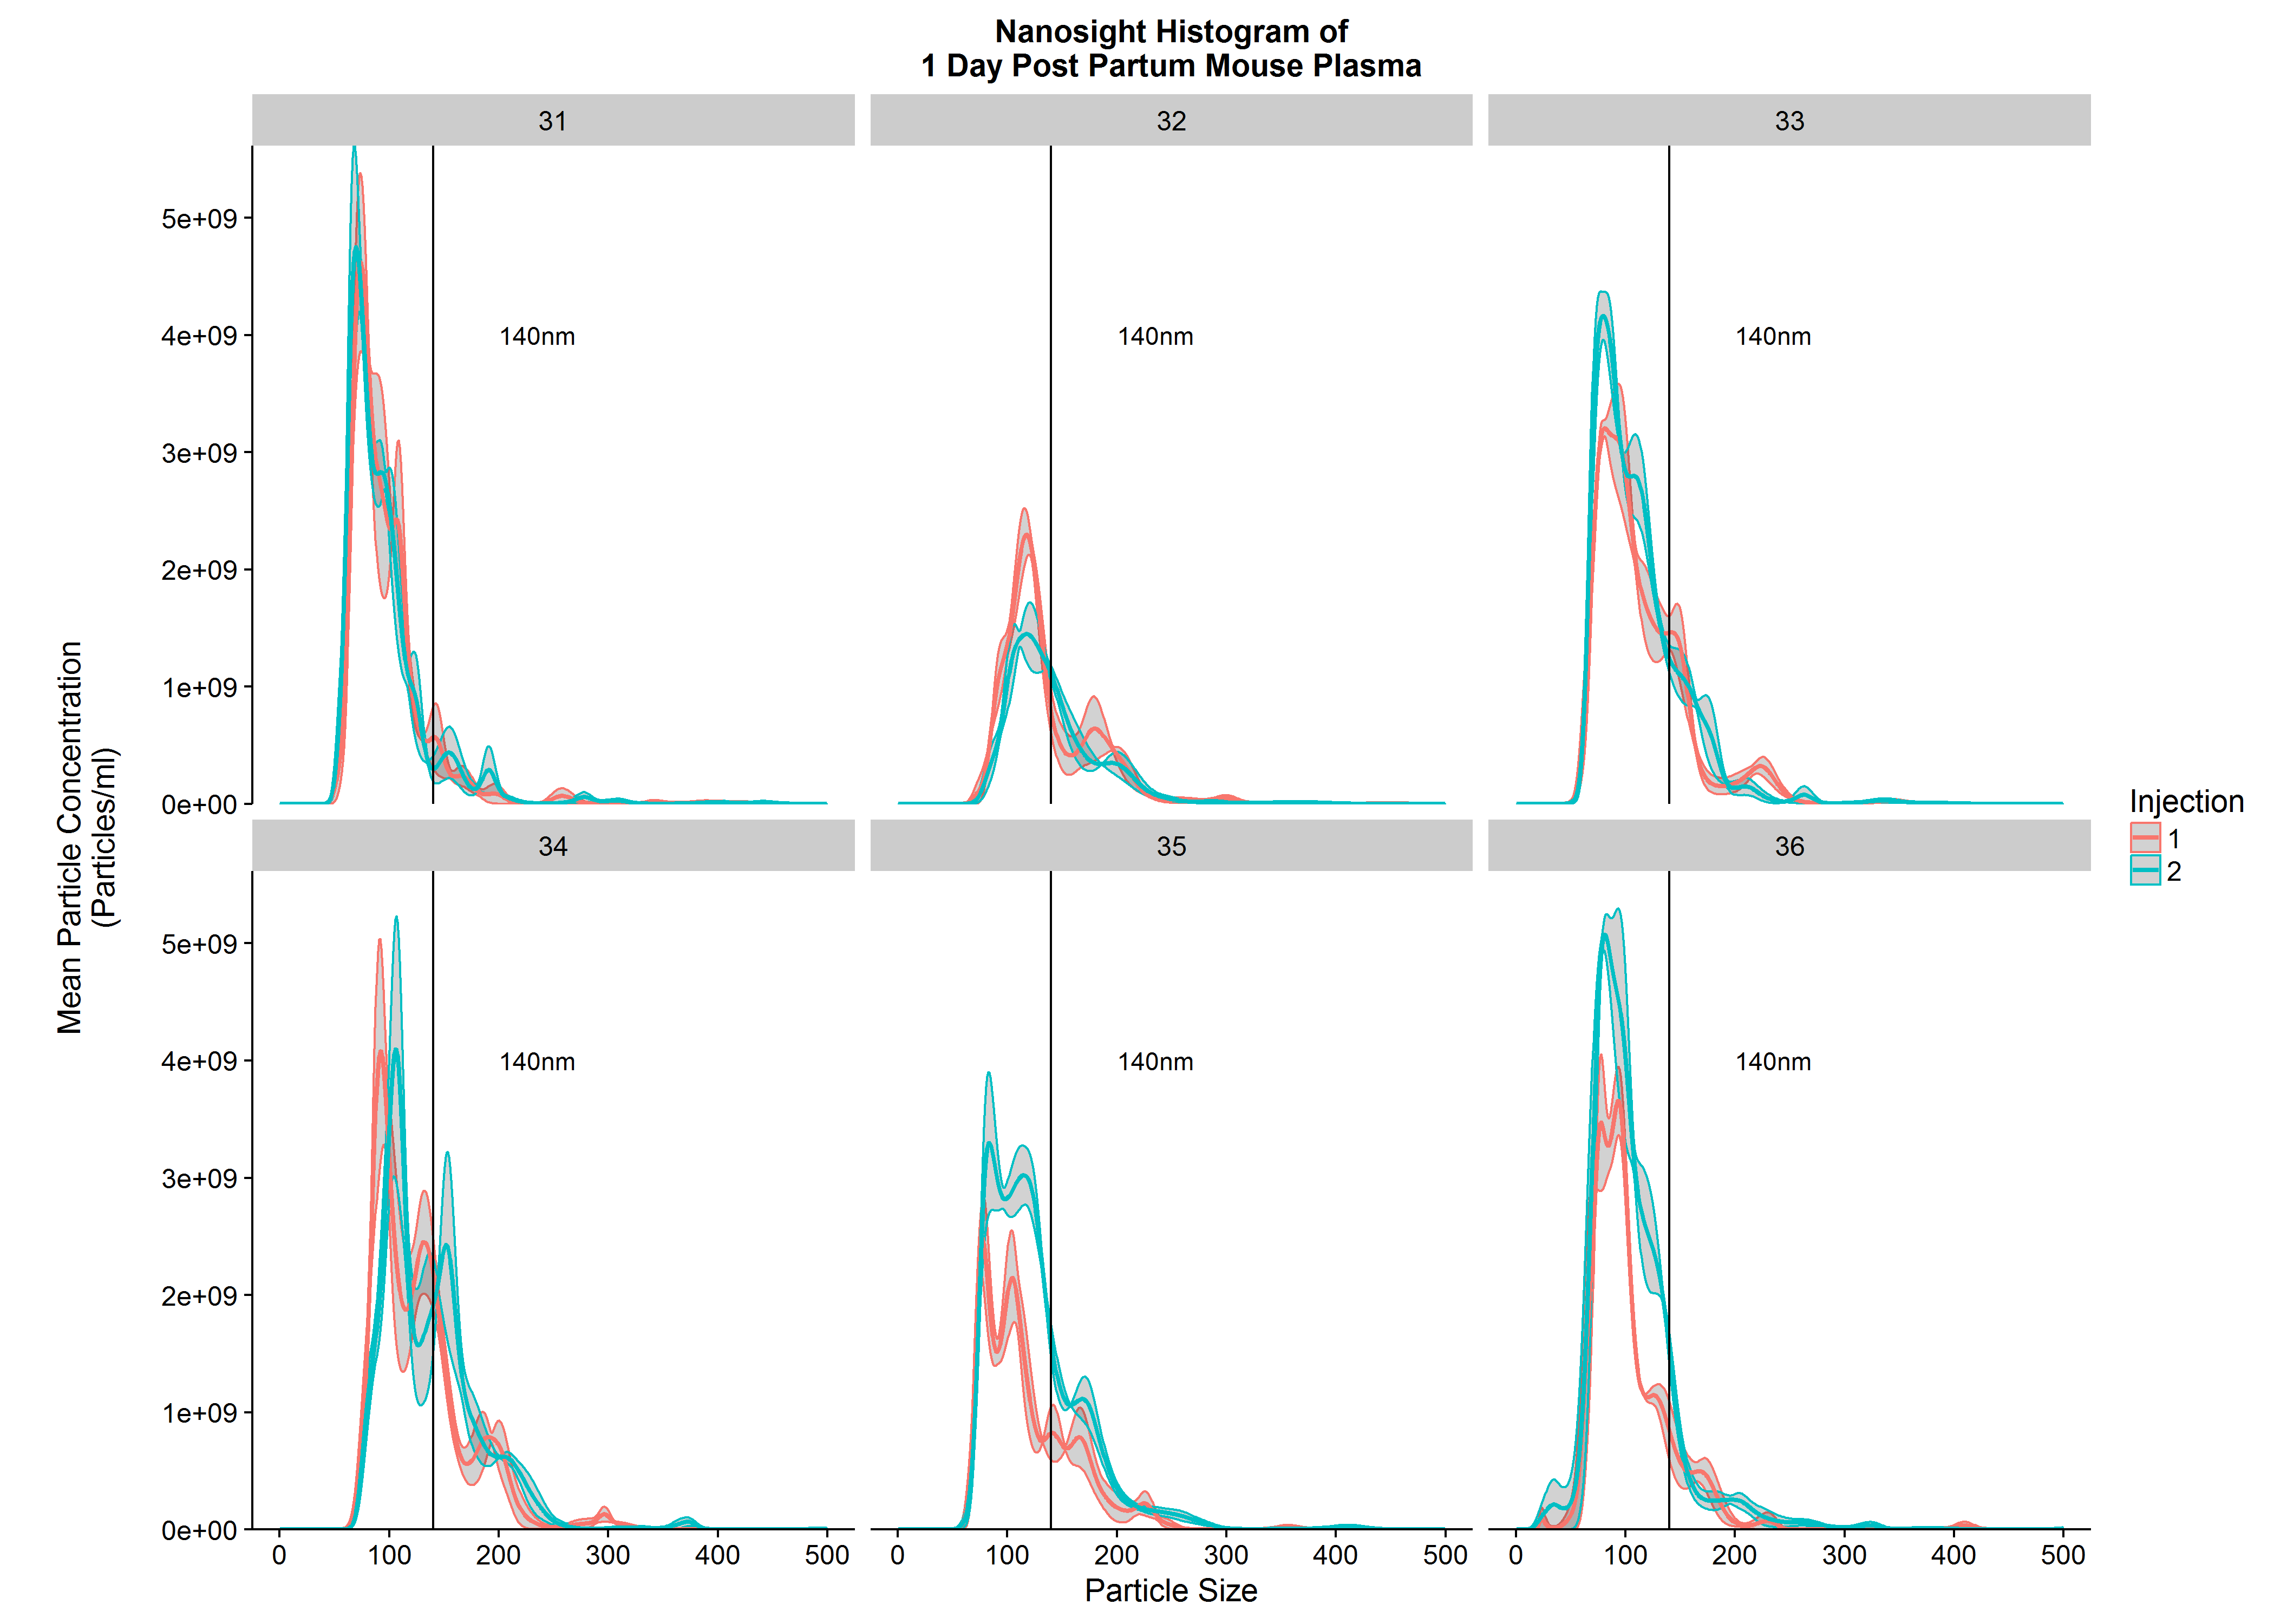 Nanosight Histogram of
1 Day Post Partum Mouse Plasma
31
32
33
5e+09
4e+09
3e+09
2e+09
1e+09
0e+00
140nm
140nm
140nm
34
35
36
5e+09
4e+09
3e+09
2e+09
1e+09
0e+00
140nm
140nm
140nm
0 100 200 300 400 500
0 100 200 300 400 500
0 100 200 300 400 500
Particle Size
Mean Particle Concentration
(Particles/ml)
Injection
1
2